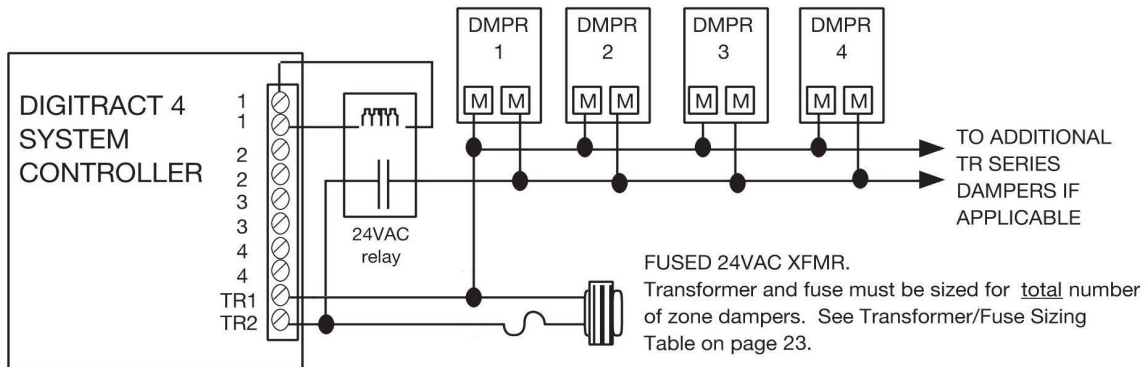 DMPR
1
DMPR
2
DMPR
3
DMPR
4
M M
M M
M M
M M
DIGITRACT 4
SYSTEM
CONTROLLER
1
1
2
2
3
3
4
4
TR1
TR2
24VAC
relay
TO ADDITIONAL
TR SERIES
DAMPERS IF
APPLICABLE
FUSED 24VAC XFMR.
Transformer and fuse must be sized for total number
of zone dampers. See Transformer/Fuse Sizing
Table on page 23.